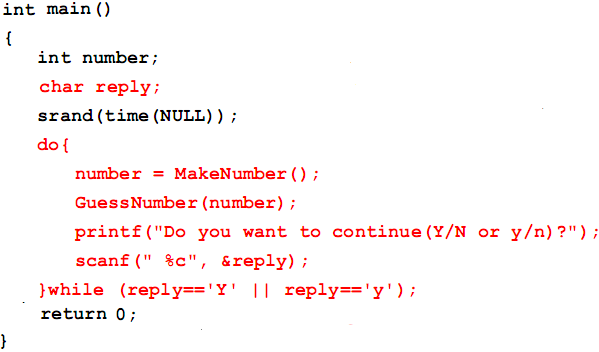 int main()
{
int number;
char reply;
srand(time(NULL));
do{
number = MakeNumber();
GuessNumber(number);
printf("Do you want to continue(Y/N or y/n)?");
scanf(" %c", &reply);
}while (reply=='Y' || reply=='y');
return 0;
}